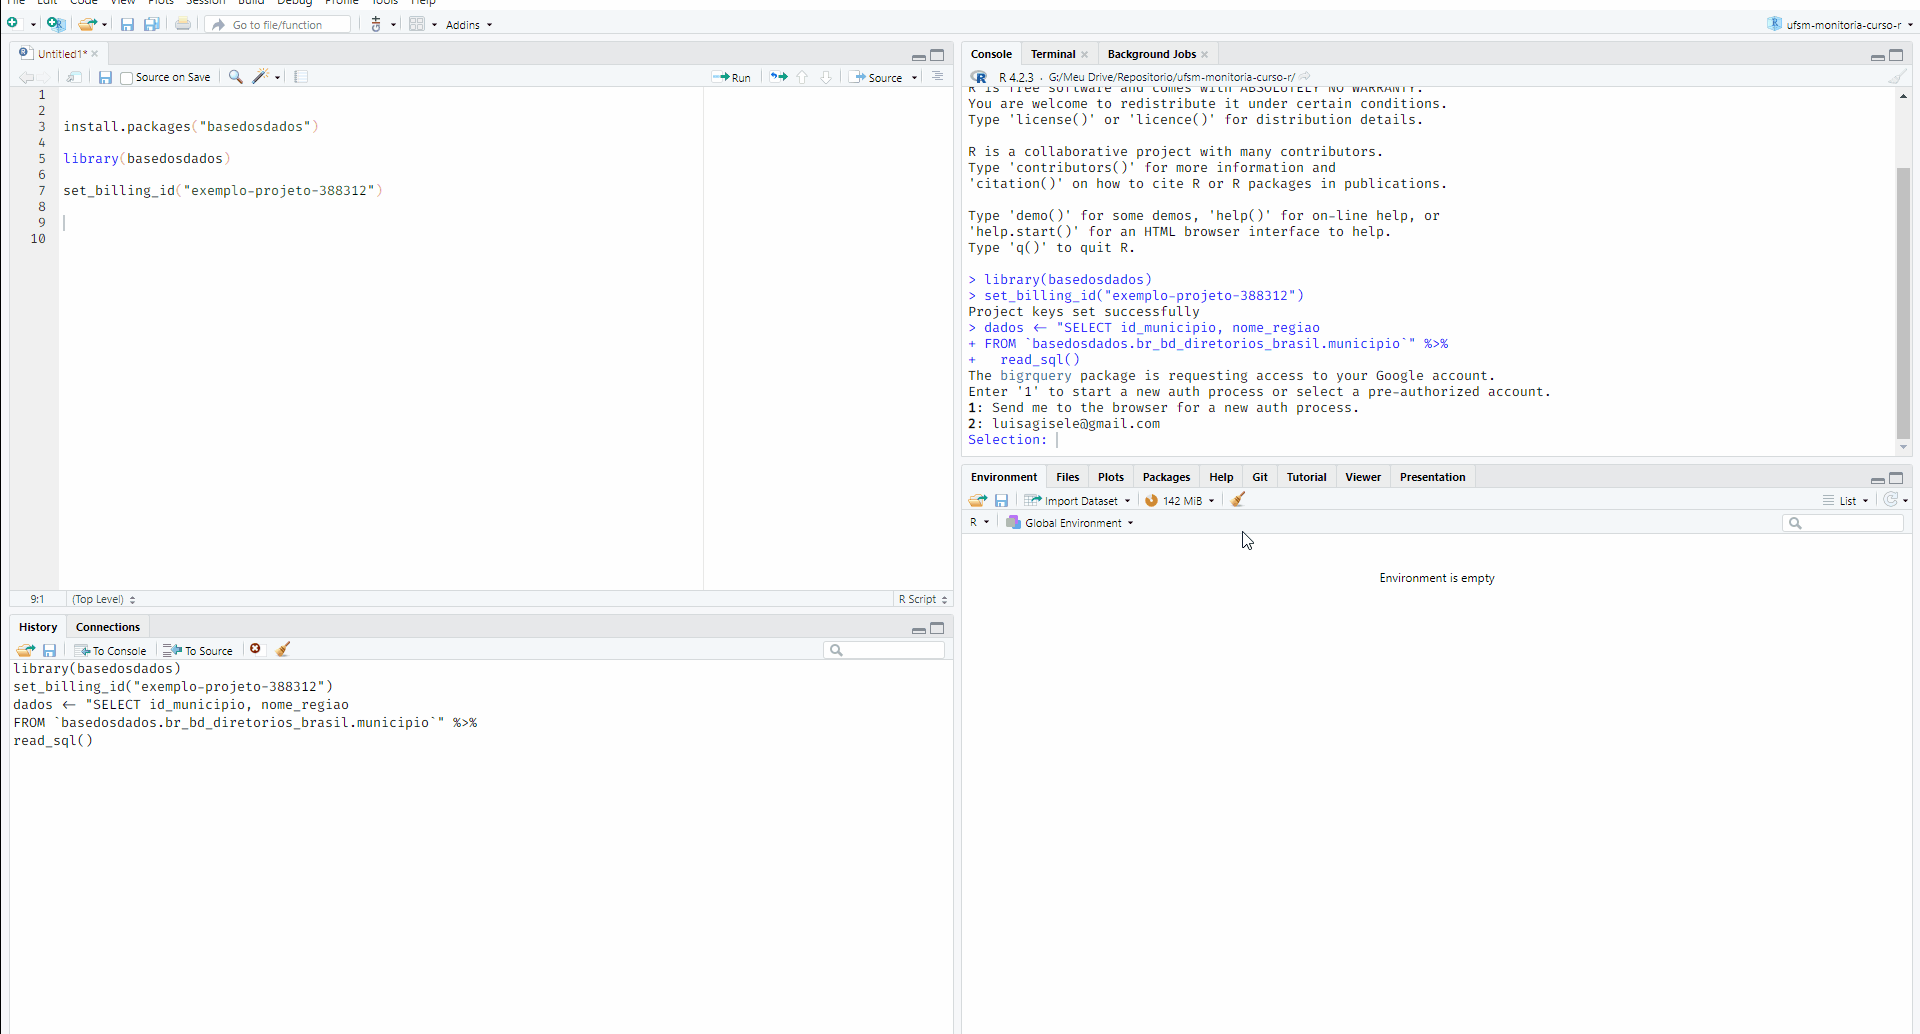 File Edit Code View Plots Session Build Debug Profile Tools Help
Go to file/function
Addins
ufsm-monitoria-curso-r
Untitled1*
Source on Save
Run
Source
1
2
3 install.packages("basedosdados")
4
5 library(basedosdados)
6
7 set_billing_id("exemplo-projeto-388312")
8
9
10
9:1 (Top Level) R Script
History Connections
To Console To Source
library(basedosdados)
set_billing_id("exemplo-projeto-388312")
dados <- "SELECT id_municipio, nome_regiao
FROM `basedosdados.br_bd_diretorios_brasil.municipio`" %>%
read_sql()
Console Terminal Background Jobs
R 4.2.3 · G:/Meu Drive/Repositorio/ufsm-monitoria-curso-r/
R is free software and comes with ABSOLUTELY NO WARRANTY.
You are welcome to redistribute it under certain conditions.
Type 'license()' or 'licence()' for distribution details.
R is a collaborative project with many contributors.
Type 'contributors()' for more information and
'citation()' on how to cite R or R packages in publications.
Type 'demo()' for some demos, 'help()' for on-line help, or
'help.start()' for an HTML browser interface to help.
Type 'q()' to quit R.
> library(basedosdados)
> set_billing_id("exemplo-projeto-388312")
Project keys set successfully
> dados <- "SELECT id_municipio, nome_regiao
+ FROM `basedosdados.br_bd_diretorios_brasil.municipio`" %>%
+ read_sql()
The bigrquery package is requesting access to your Google account.
Enter '1' to start a new auth process or select a pre-authorized account.
1: Send me to the browser for a new auth process.
2: luisagisele@gmail.com
Selection:
Environment Files Plots Packages Help Git Tutorial Viewer Presentation
Import Dataset 142 MiB List
R Global Environment
Environment is empty